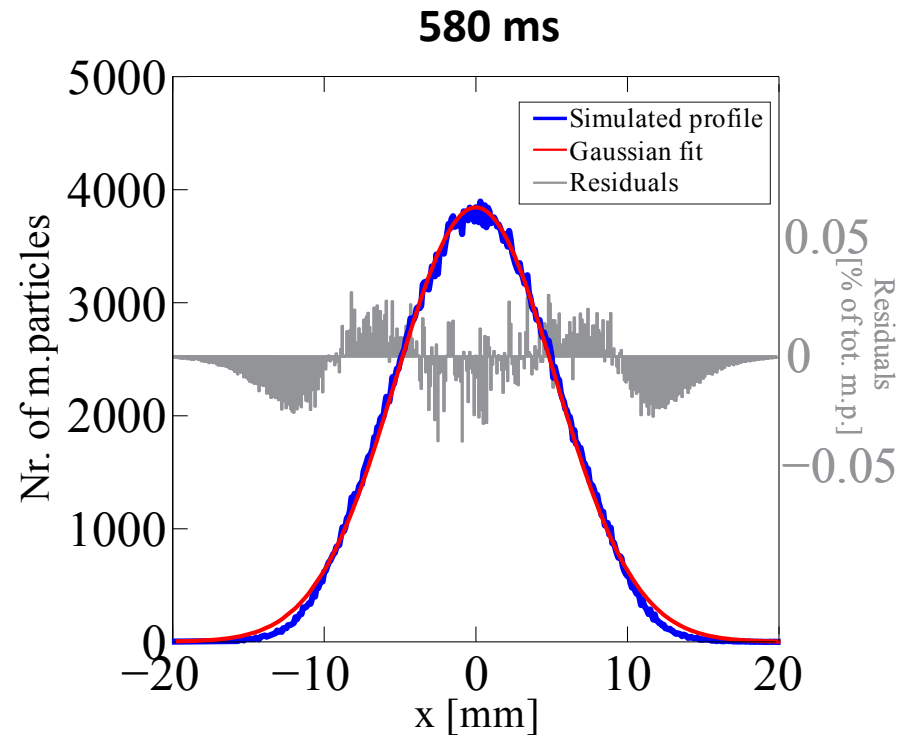 580 ms
5000
4000
3000
2000
1000
0
Nr. of m.particles
Simulated profile
Gaussian fit
Residuals
0.05
0
−0.05
Residuals
[% of tot. m.p.]
−20
−10
0
10
20
x [mm]